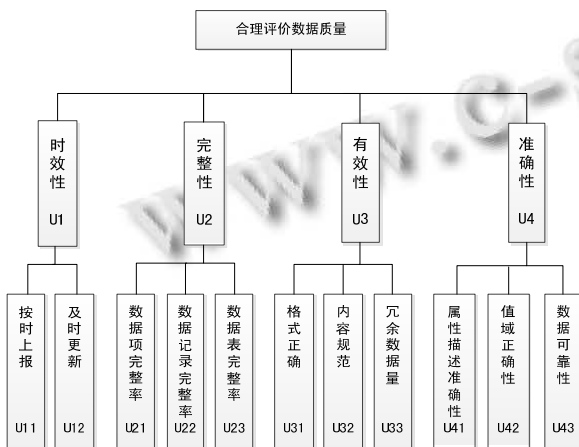 合理评价数据质量
时效性
U1
完整性
U2
有效性
U3
准确性
U4
按时上报
U11
及时更新
U12
数据项完整率
U21
数据记录完整率
U22
数据表完整率
U23
格式正确
U31
内容规范
U32
冗余数据量
U33
属性描述准确性
U41
值域正确性
U42
数据可靠性
U43
www.c-s